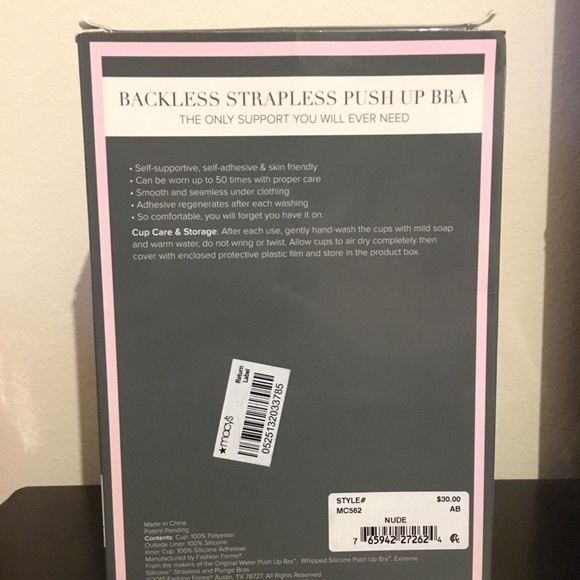 BACKLESS STRAPLESS PUSH UP BRA
THE ONLY SUPPORT YOU WILL EVER NEED
• Self-supportive, self-adhesive & skin friendly
• Can be worn up to 50 times with proper care
• Smooth and seamless under clothing
• Adhesive regenerates after each washing
• So comfortable, you will forget you have it on.
Cup Care & Storage: After each use, gently hand-wash the cups with mild soap
and warm water, do not wring or twist. Allow cups to air dry completely then
cover with enclosed protective plastic film and store in the product box.
★macy's
Return
Label
0525132033785
STYLE# $30.00
MC562 AB
NUDE
7 65942 27262 4
Made in China
Patent Pending
Contents: Cup: 100% Polyester
Outside Liner: 100% Silicone
Inner Cup: 100% Silicone Adhesive
Manufactured by Fashion Forms®
From the makers of the Original Water Push Up Bra™, Whipped Silicone Push Up Bra™, Extreme
Silicone™ Strapless and Plunge Bras.
©2015 Fashion Forms® Austin, TX 78727. All Rights Reserved